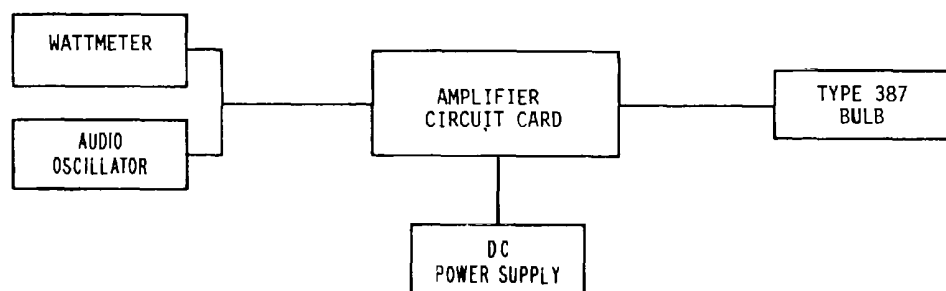 WATTMETER
AUDIO
OSCILLATOR
AMPLIFIER
CIRCUIT CARD
TYPE 387
BULB
DC
POWER SUPPLY